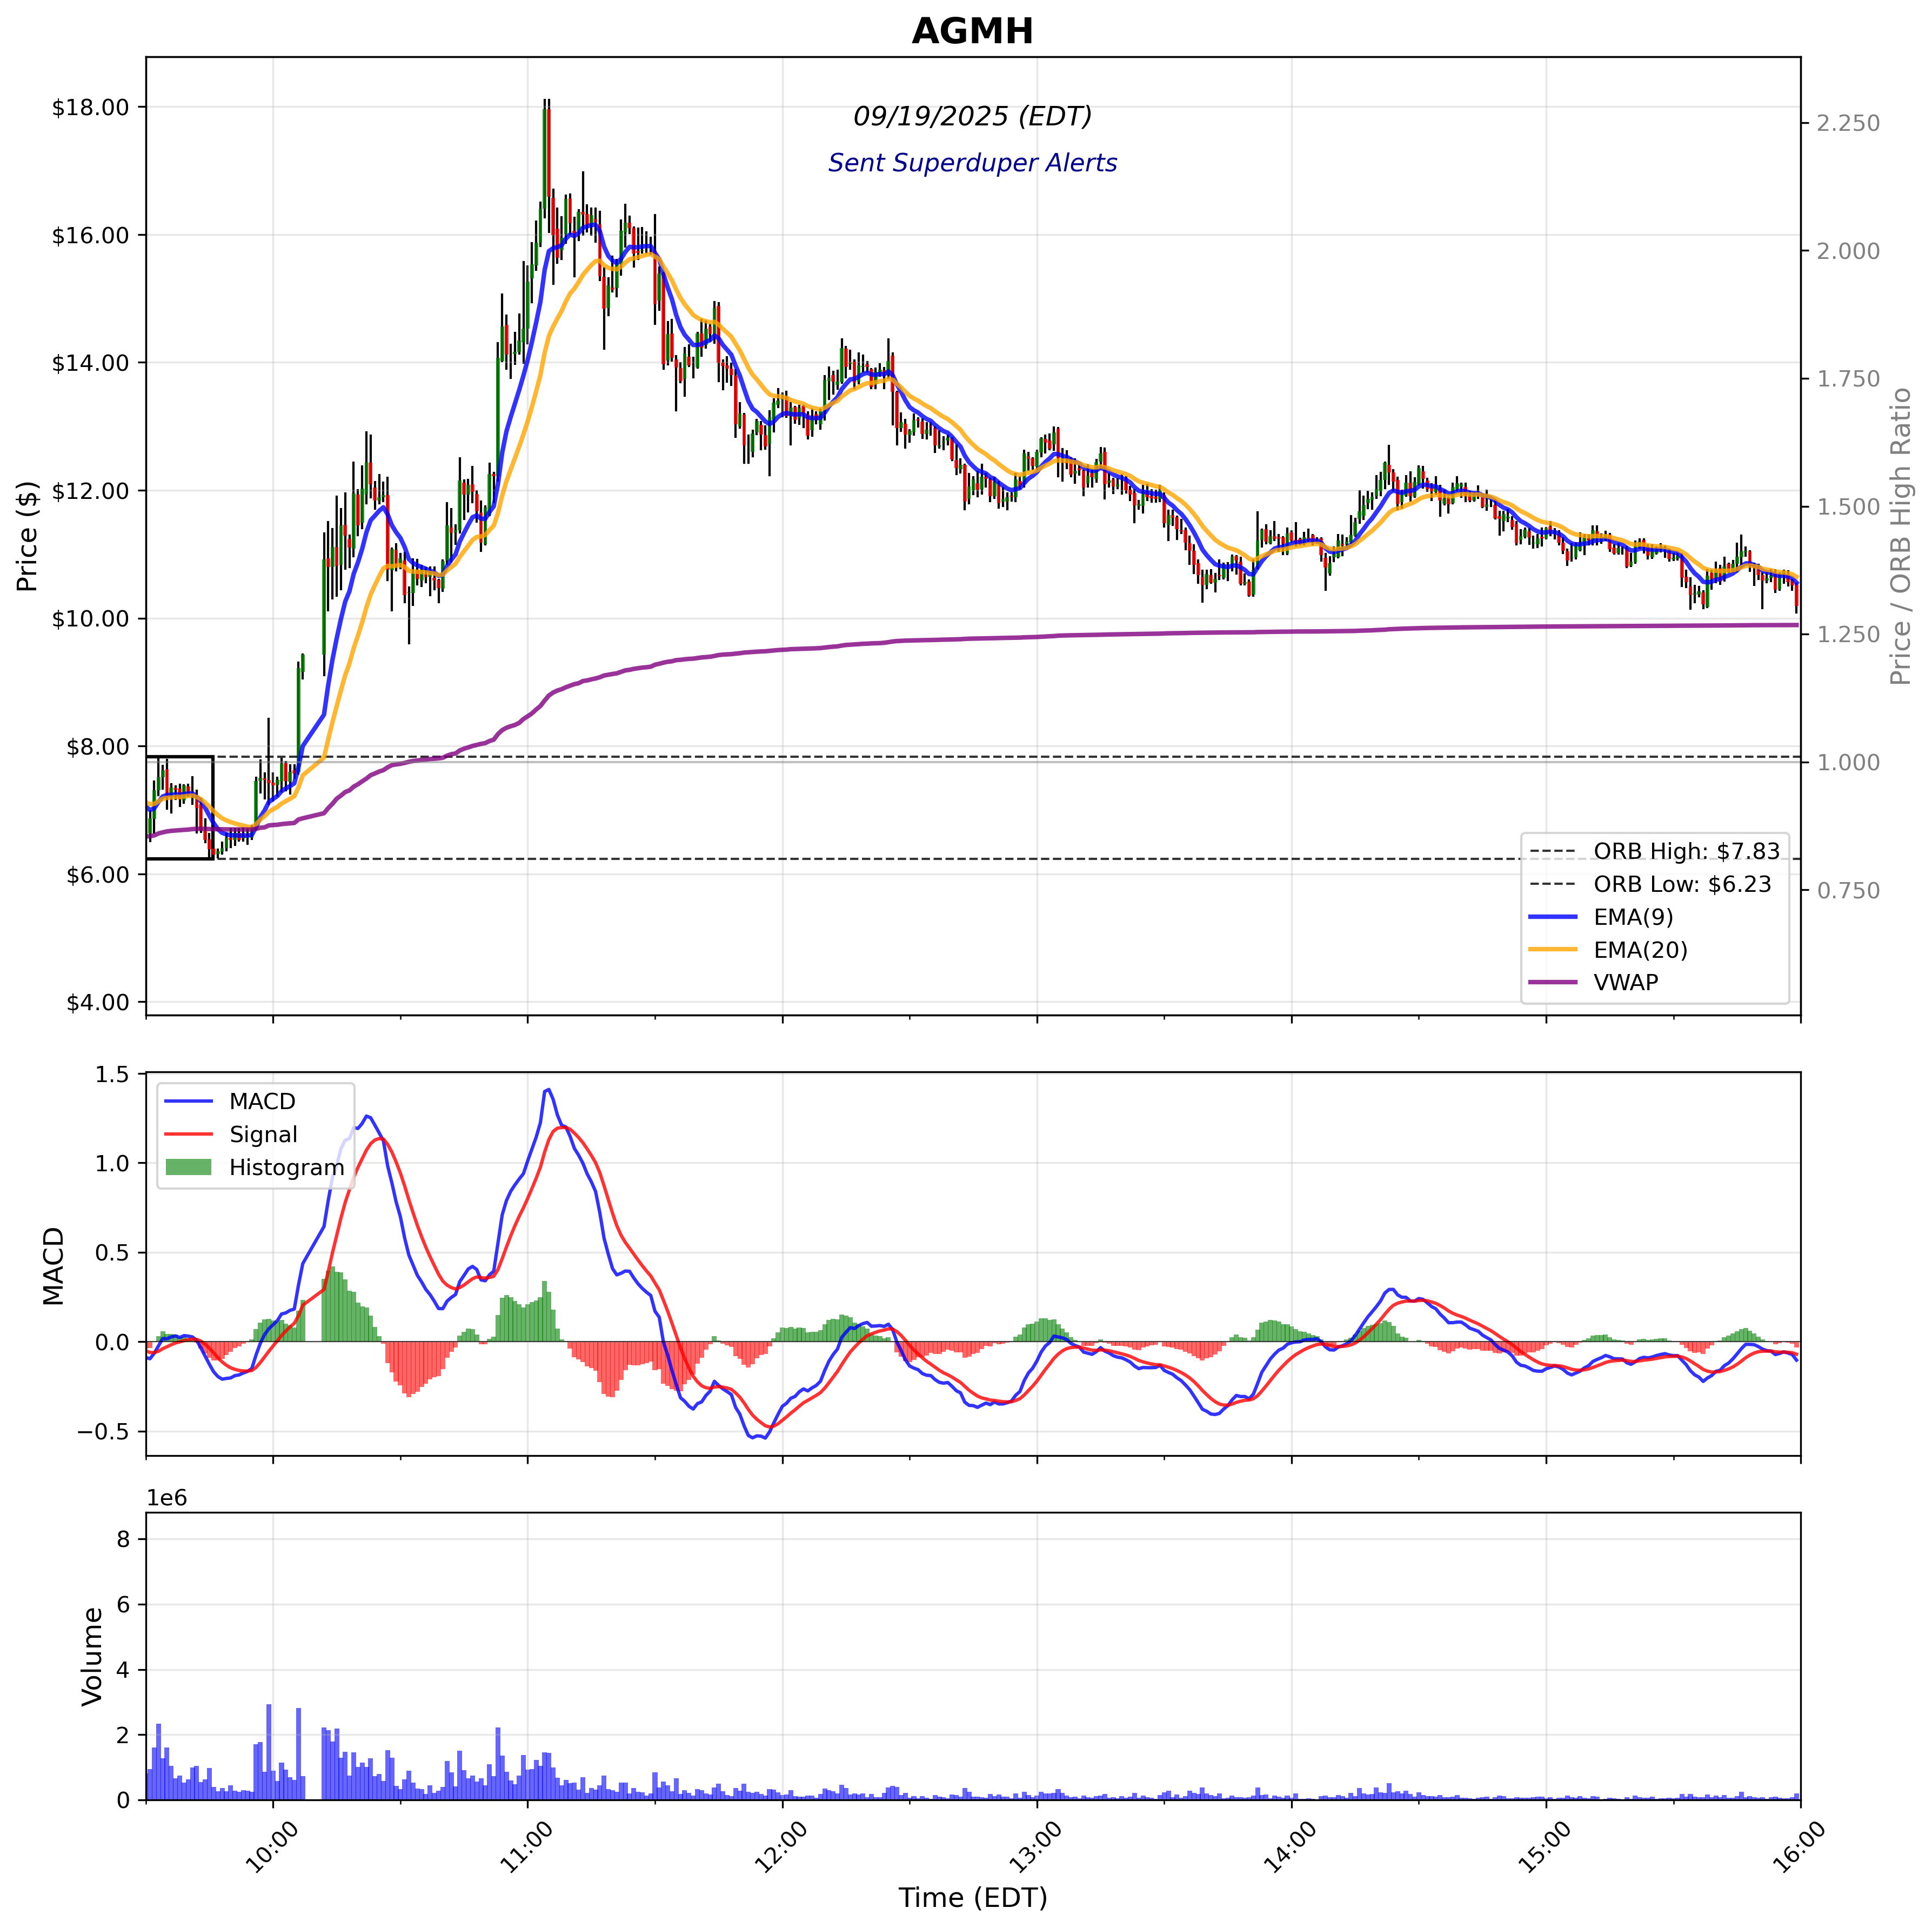 AGMH
09/19/2025 (EDT)
Sent Superduper Alerts
Price ($)
$18.00
$16.00
$14.00
$12.00
$10.00
$8.00
$6.00
$4.00
2.250
2.000
1.750
1.500
1.250
1.000
0.750
Price / ORB High Ratio
ORB High: $7.83
ORB Low: $6.23
EMA(9)
EMA(20)
VWAP
MACD
1.5
1.0
0.5
0.0
−0.5
MACD
Signal
Histogram
1e6
Volume
8
6
4
2
0
10:00
11:00
12:00
13:00
14:00
15:00
16:00
Time (EDT)